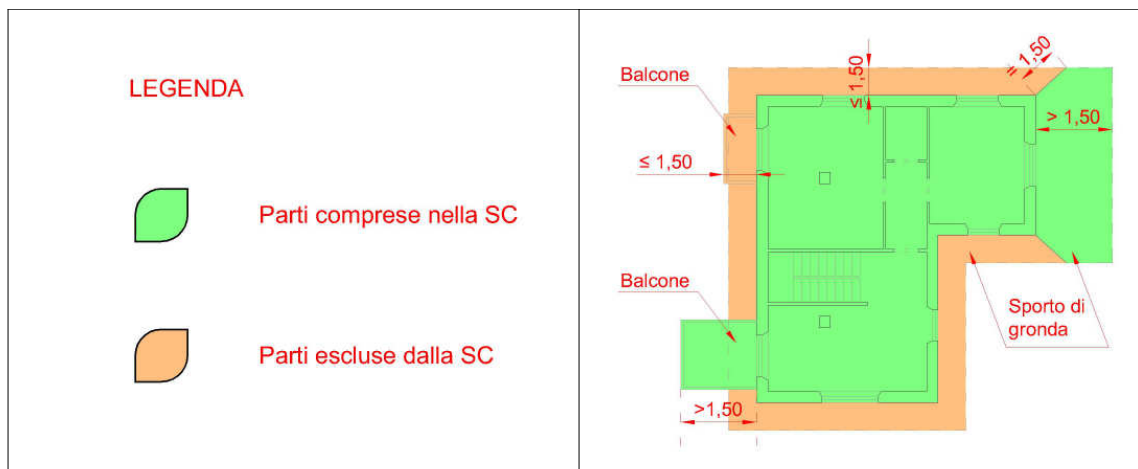 LEGENDA
Parti comprese nella SC
Parti escluse dalla SC
Balcone
≤ 1,50
= 1,50
> 1,50
≤ 1,50
Balcone
Sporto di
gronda
>1,50